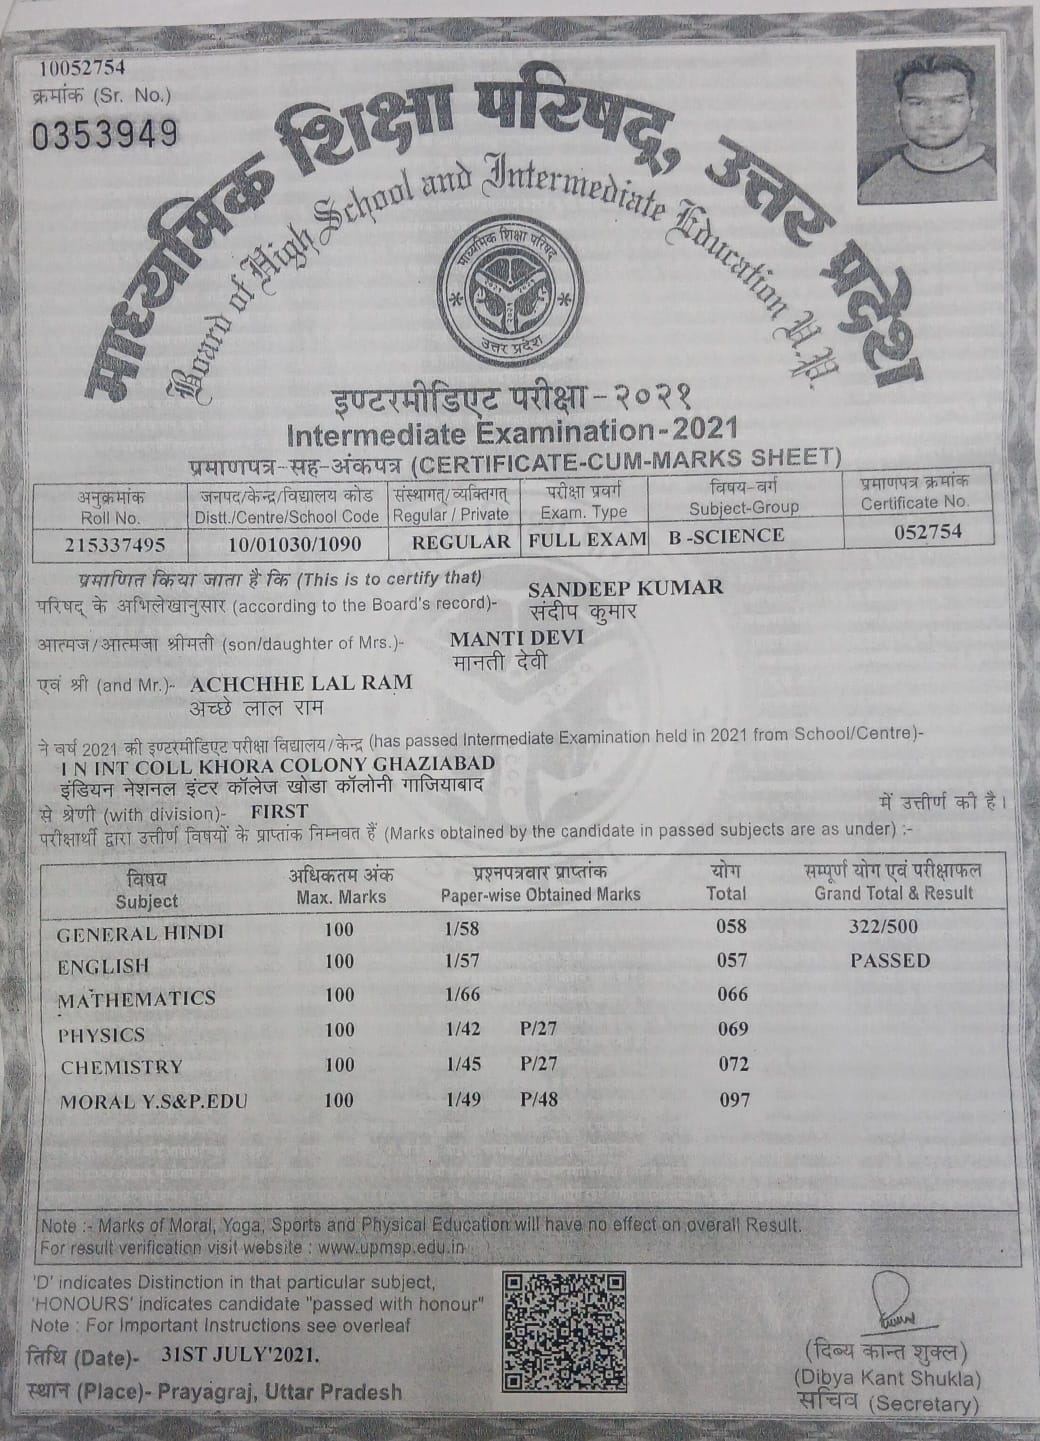 10052754
क्रमांक (Sr. No.)
0353949
माध्यमिक शिक्षा परिषद्, उत्तर प्रदेश
Board of High School and Intermediate Education U.P.
माध्यमिक शिक्षा परिषद
उत्तर प्रदेश
इण्टरमीडिएट परीक्षा-२०२१
Intermediate Examination-2021
प्रमाणपत्र-सह-अंकपत्र (CERTIFICATE-CUM-MARKS SHEET)
अनुक्रमांक जनपद/केन्द्र/विद्यालय कोड संस्थागत्/व्यक्तिगत् परीक्षा प्रवर्ग विषय-वर्ग प्रमाणपत्र क्रमांक
Roll No. Distt./Centre/School Code Regular / Private Exam. Type Subject-Group Certificate No.
215337495 10/01030/1090 REGULAR FULL EXAM B -SCIENCE 052754
प्रमाणित किया जाता है कि (This is to certify that)
परिषद् के अभिलेखानुसार (according to the Board's record)- SANDEEP KUMAR
संदीप कुमार
आत्मज/आत्मजा श्रीमती (son/daughter of Mrs.)- MANTI DEVI
मानती देवी
एवं श्री (and Mr.)- ACHCHHE LAL RAM
अच्छे लाल राम
ने वर्ष 2021 की इण्टरमीडिएट परीक्षा विद्यालय/केन्द्र (has passed Intermediate Examination held in 2021 from School/Centre)-
I N INT COLL KHORA COLONY GHAZIABAD
इंडियन नेशनल इंटर कॉलेज खोडा कॉलोनी गाजियाबाद
से श्रेणी (with division)- FIRST में उत्तीर्ण की है।
परीक्षार्थी द्वारा उत्तीर्ण विषयों के प्राप्तांक निम्नवत हैं (Marks obtained by the candidate in passed subjects are as under) :-
विषय अधिकतम अंक प्रश्नपत्रवार प्राप्तांक योग सम्पूर्ण योग एवं परीक्षाफल
Subject Max. Marks Paper-wise Obtained Marks Total Grand Total & Result
GENERAL HINDI 100 1/58 058 322/500
ENGLISH 100 1/57 057 PASSED
MATHEMATICS 100 1/66 066
PHYSICS 100 1/42 P/27 069
CHEMISTRY 100 1/45 P/27 072
MORAL Y.S&P.EDU 100 1/49 P/48 097
Note :- Marks of Moral, Yoga, Sports and Physical Education will have no effect on overall Result.
For result verification visit website : www.upmsp.edu.in
'D' indicates Distinction in that particular subject,
'HONOURS' indicates candidate "passed with honour"
Note : For Important Instructions see overleaf
तिथि (Date)- 31ST JULY'2021.
स्थान (Place)- Prayagraj, Uttar Pradesh
(दिब्य कान्त शुक्ल)
(Dibya Kant Shukla)
सचिव (Secretary)